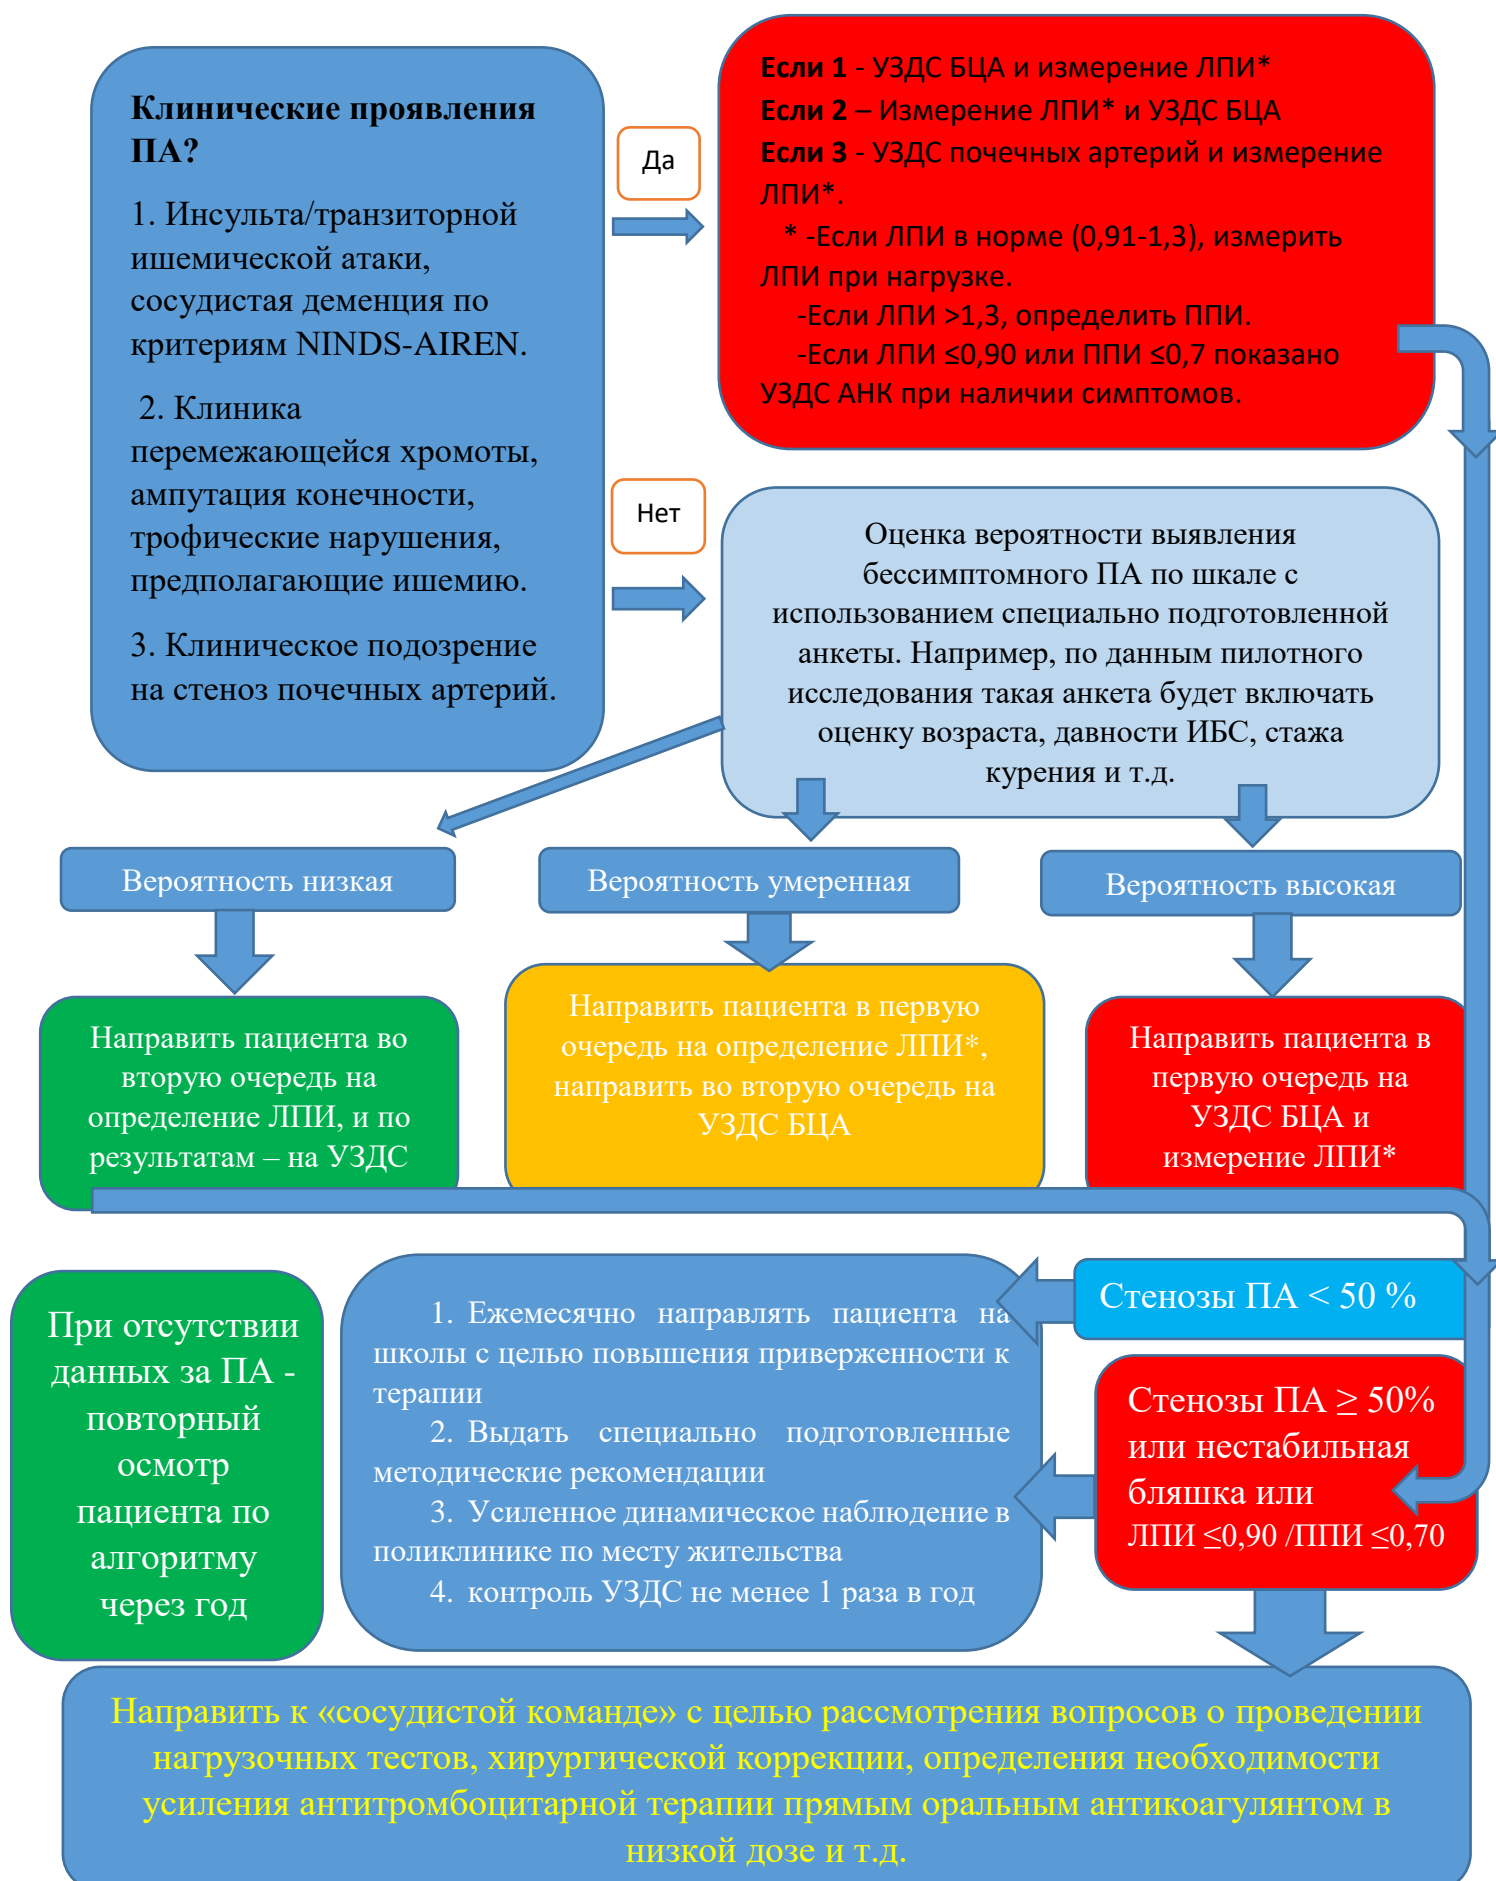 Клинические проявления
ПА?
1. Инсульта/транзиторной
ишемической атаки,
сосудистая деменция по
критериям NINDS-AIREN.
2. Клиника
перемежающейся хромоты,
ампутация конечности,
трофические нарушения,
предполагающие ишемию.
3. Клиническое подозрение
на стеноз почечных артерий.
Да
Если 1 - УЗДС БЦА и измерение ЛПИ*
Если 2 – Измерение ЛПИ* и УЗДС БЦА
Если 3 - УЗДС почечных артерий и измерение
ЛПИ*.
* -Если ЛПИ в норме (0,91-1,3), измерить
ЛПИ при нагрузке.
-Если ЛПИ >1,3, определить ППИ.
-Если ЛПИ ≤0,90 или ППИ ≤0,7 показано
УЗДС АНК при наличии симптомов.
Нет
Оценка вероятности выявления
бессимптомного ПА по шкале с
использованием специально подготовленной
анкеты. Например, по данным пилотного
исследования такая анкета будет включать
оценку возраста, давности ИБС, стажа
курения и т.д.
Вероятность низкая
Вероятность умеренная
Вероятность высокая
Направить пациента во
вторую очередь на
определение ЛПИ, и по
результатам – на УЗДС
Направить пациента в первую
очередь на определение ЛПИ*,
направить во вторую очередь на
УЗДС БЦА
Направить пациента в
первую очередь на
УЗДС БЦА и
измерение ЛПИ*
При отсутствии
данных за ПА -
повторный
осмотр
пациента по
алгоритму
через год
1. Ежемесячно направлять пациента на
школы с целью повышения приверженности к
терапии
2. Выдать специально подготовленные
методические рекомендации
3. Усиленное динамическое наблюдение в
поликлинике по месту жительства
4. контроль УЗДС не менее 1 раза в год
Стенозы ПА < 50 %
Стенозы ПА ≥ 50%
или нестабильная
бляшка или
ЛПИ ≤0,90 /ППИ ≤0,70
Направить к «сосудистой команде» с целью рассмотрения вопросов о проведении
нагрузочных тестов, хирургической коррекции, определения необходимости
усиления антитромбоцитарной терапии прямым оральным антикоагулянтом в
низкой дозе и т.д.